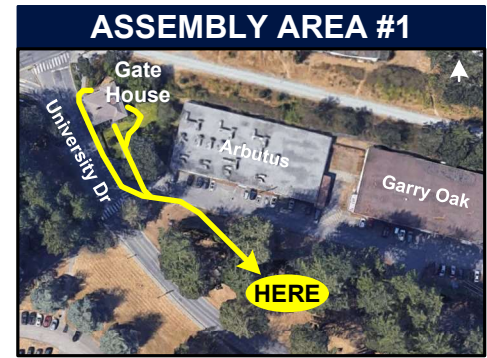 ASSEMBLY AREA #1
Gate
House
University Dr
Arbutus
Garry Oak
HERE